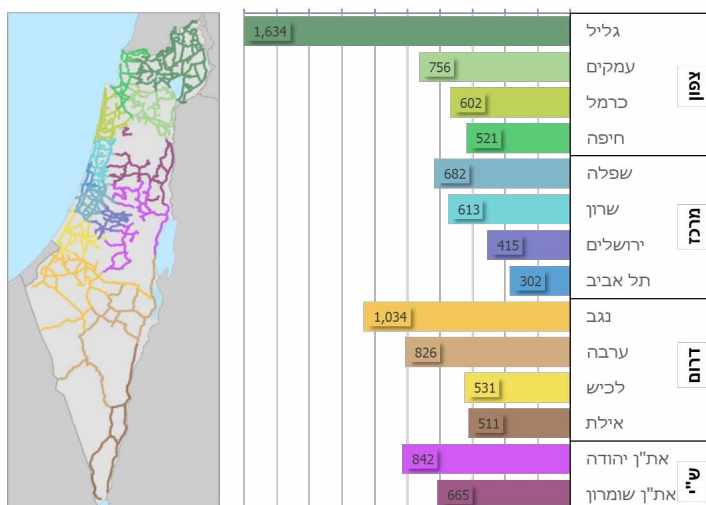 צפון
גליל 1,634
עמקים 756
כרמל 602
חיפה 521
מרכז
שפלה 682
שרון 613
ירושלים 415
תל אביב 302
דרום
נגב 1,034
ערבה 826
לכיש 531
אילת 511
ש"י
את"ן יהודה 842
את"ן שומרון 665